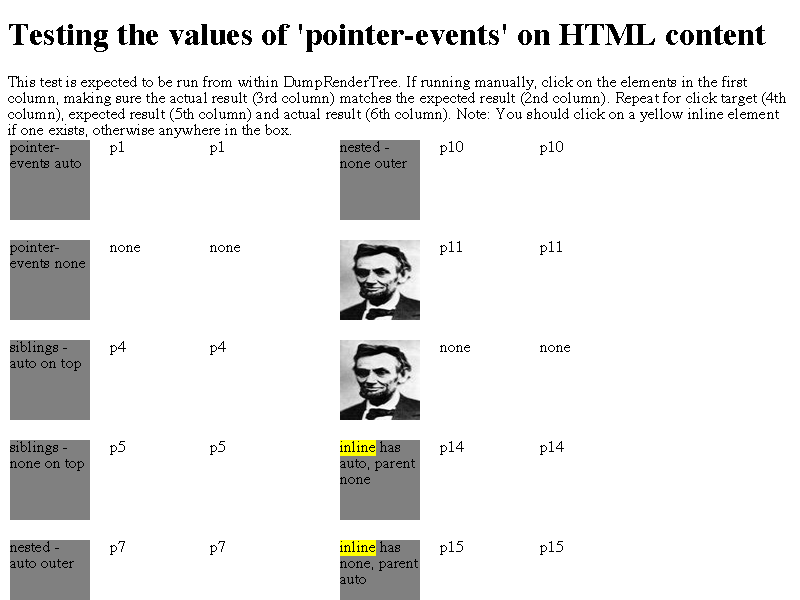 Testing the values of 'pointer-events' on HTML content
This test is expected to be run from within DumpRenderTree. If running manually, click on the elements in the first
column, making sure the actual result (3rd column) matches the expected result (2nd column). Repeat for click target (4th
column), expected result (5th column) and actual result (6th column). Note: You should click on a yellow inline element
if one exists, otherwise anywhere in the box.
pointer- p1 p1 nested - p10 p10
events auto none outer
pointer- none none p11 p11
events none
siblings - p4 p4 none none
auto on top
siblings - p5 p5 inline has p14 p14
none on top auto, parent
none
nested - p7 p7 inline has p15 p15
auto outer none, parent
auto